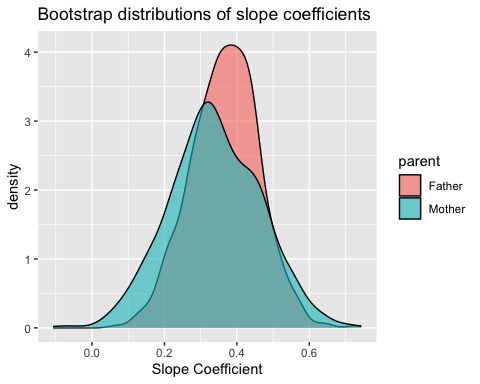 Bootstrap distributions of slope coefficients
4
3
2
1
0
density
0.0 0.2 0.4 0.6
Slope Coefficient
parent
Father
Mother